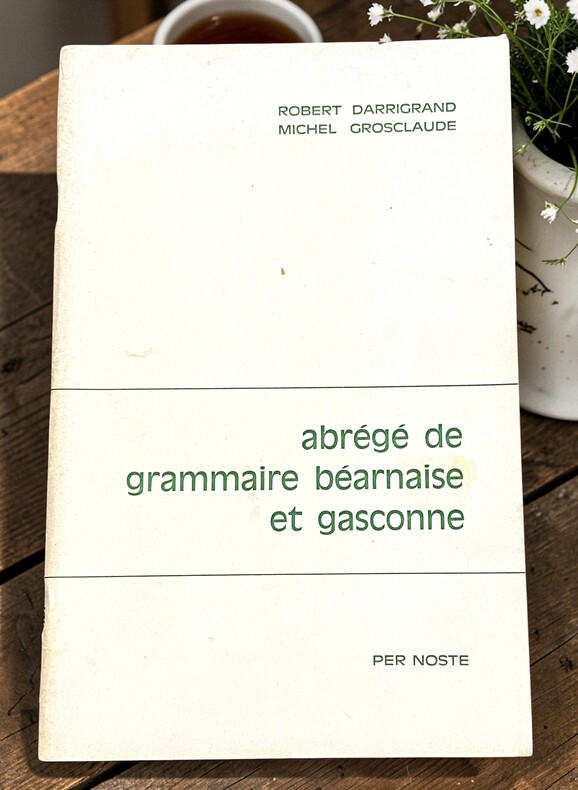 ROBERT DARRIGRAND
MICHEL GROSCLAUDE
abrégé de
grammaire béarnaise
et gasconne
PER NOSTE